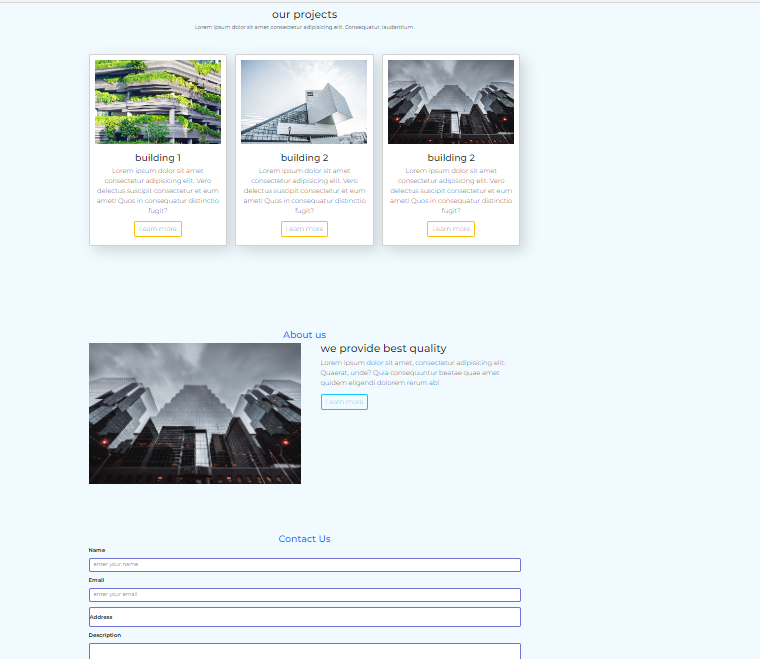 our projects
Lorem ipsum dolor sit amet consectetur adipisicing elit. Consequatur, laudantium.
building 1
Lorem ipsum dolor sit amet
consectetur adipisicing elit. Vero
delectus suscipit consectetur et eum
amet! Quos in consectetur distinctio
fugit?
Learn more
building 2
Lorem ipsum dolor sit amet
consectetur adipisicing elit. Vero
delectus suscipit consectetur et eum
amet! Quos in consectetur distinctio
fugit?
Learn more
building 2
Lorem ipsum dolor sit amet
consectetur adipisicing elit. Vero
delectus suscipit consectetur et eum
amet! Quos in consectetur distinctio
fugit?
Learn more
About us
we provide best quality
Lorem ipsum dolor sit amet, consectetur adipisicing elit.
Quaerat, unde? Quia consequuntur beatae quae amet
quidem eligendi dolorem rerum ab!
Learn more
Contact Us
Name
enter your name
Email
enter your email
Address
Description